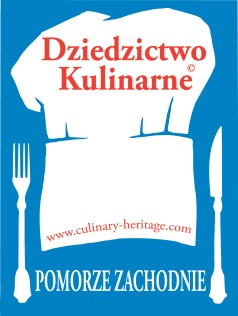 Dziedzictwo
Kulinarne©
www.culinary-heritage.com
POMORZE ZACHODNIE